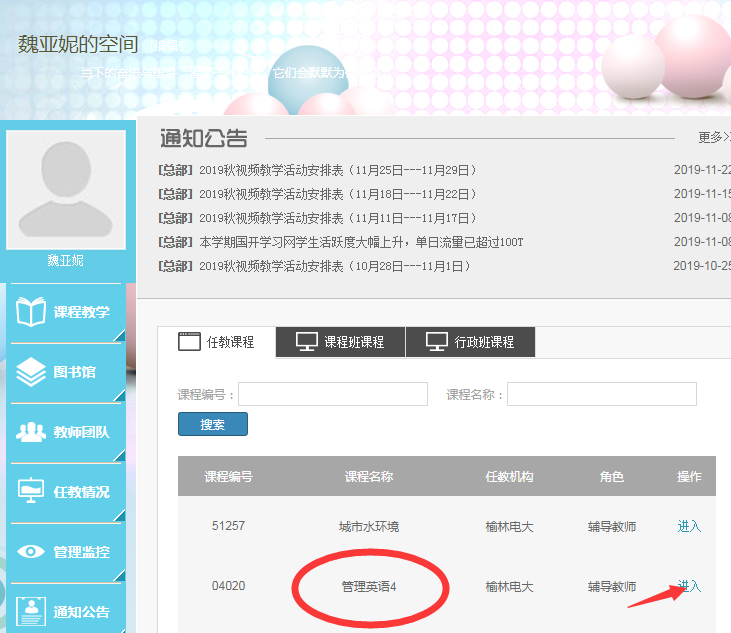 魏亚妮的空间
它们会默默为
通知公告
更多>
[总部] 2019秋视频教学活动安排表（11月25日---11月29日） 2019-11-22
[总部] 2019秋视频教学活动安排表（11月18日---11月22日） 2019-11-15
[总部] 2019秋视频教学活动安排表（11月11日---11月17日） 2019-11-08
[总部] 本学期国开学习网学生活跃度大幅上升，单日流量已超过100T 2019-11-08
[总部] 2019秋视频教学活动安排表（10月28日---11月1日） 2019-10-25
魏亚妮
课程教学
图书馆
教师团队
任教情况
管理监控
通知公告
任教课程 课程班课程 行政班课程
课程编号： 课程名称：
搜索
课程编号 课程名称 任教机构 角色 操作
51257 城市水环境 榆林电大 辅导教师 进入
04020 管理英语4 榆林电大 辅导教师 进入